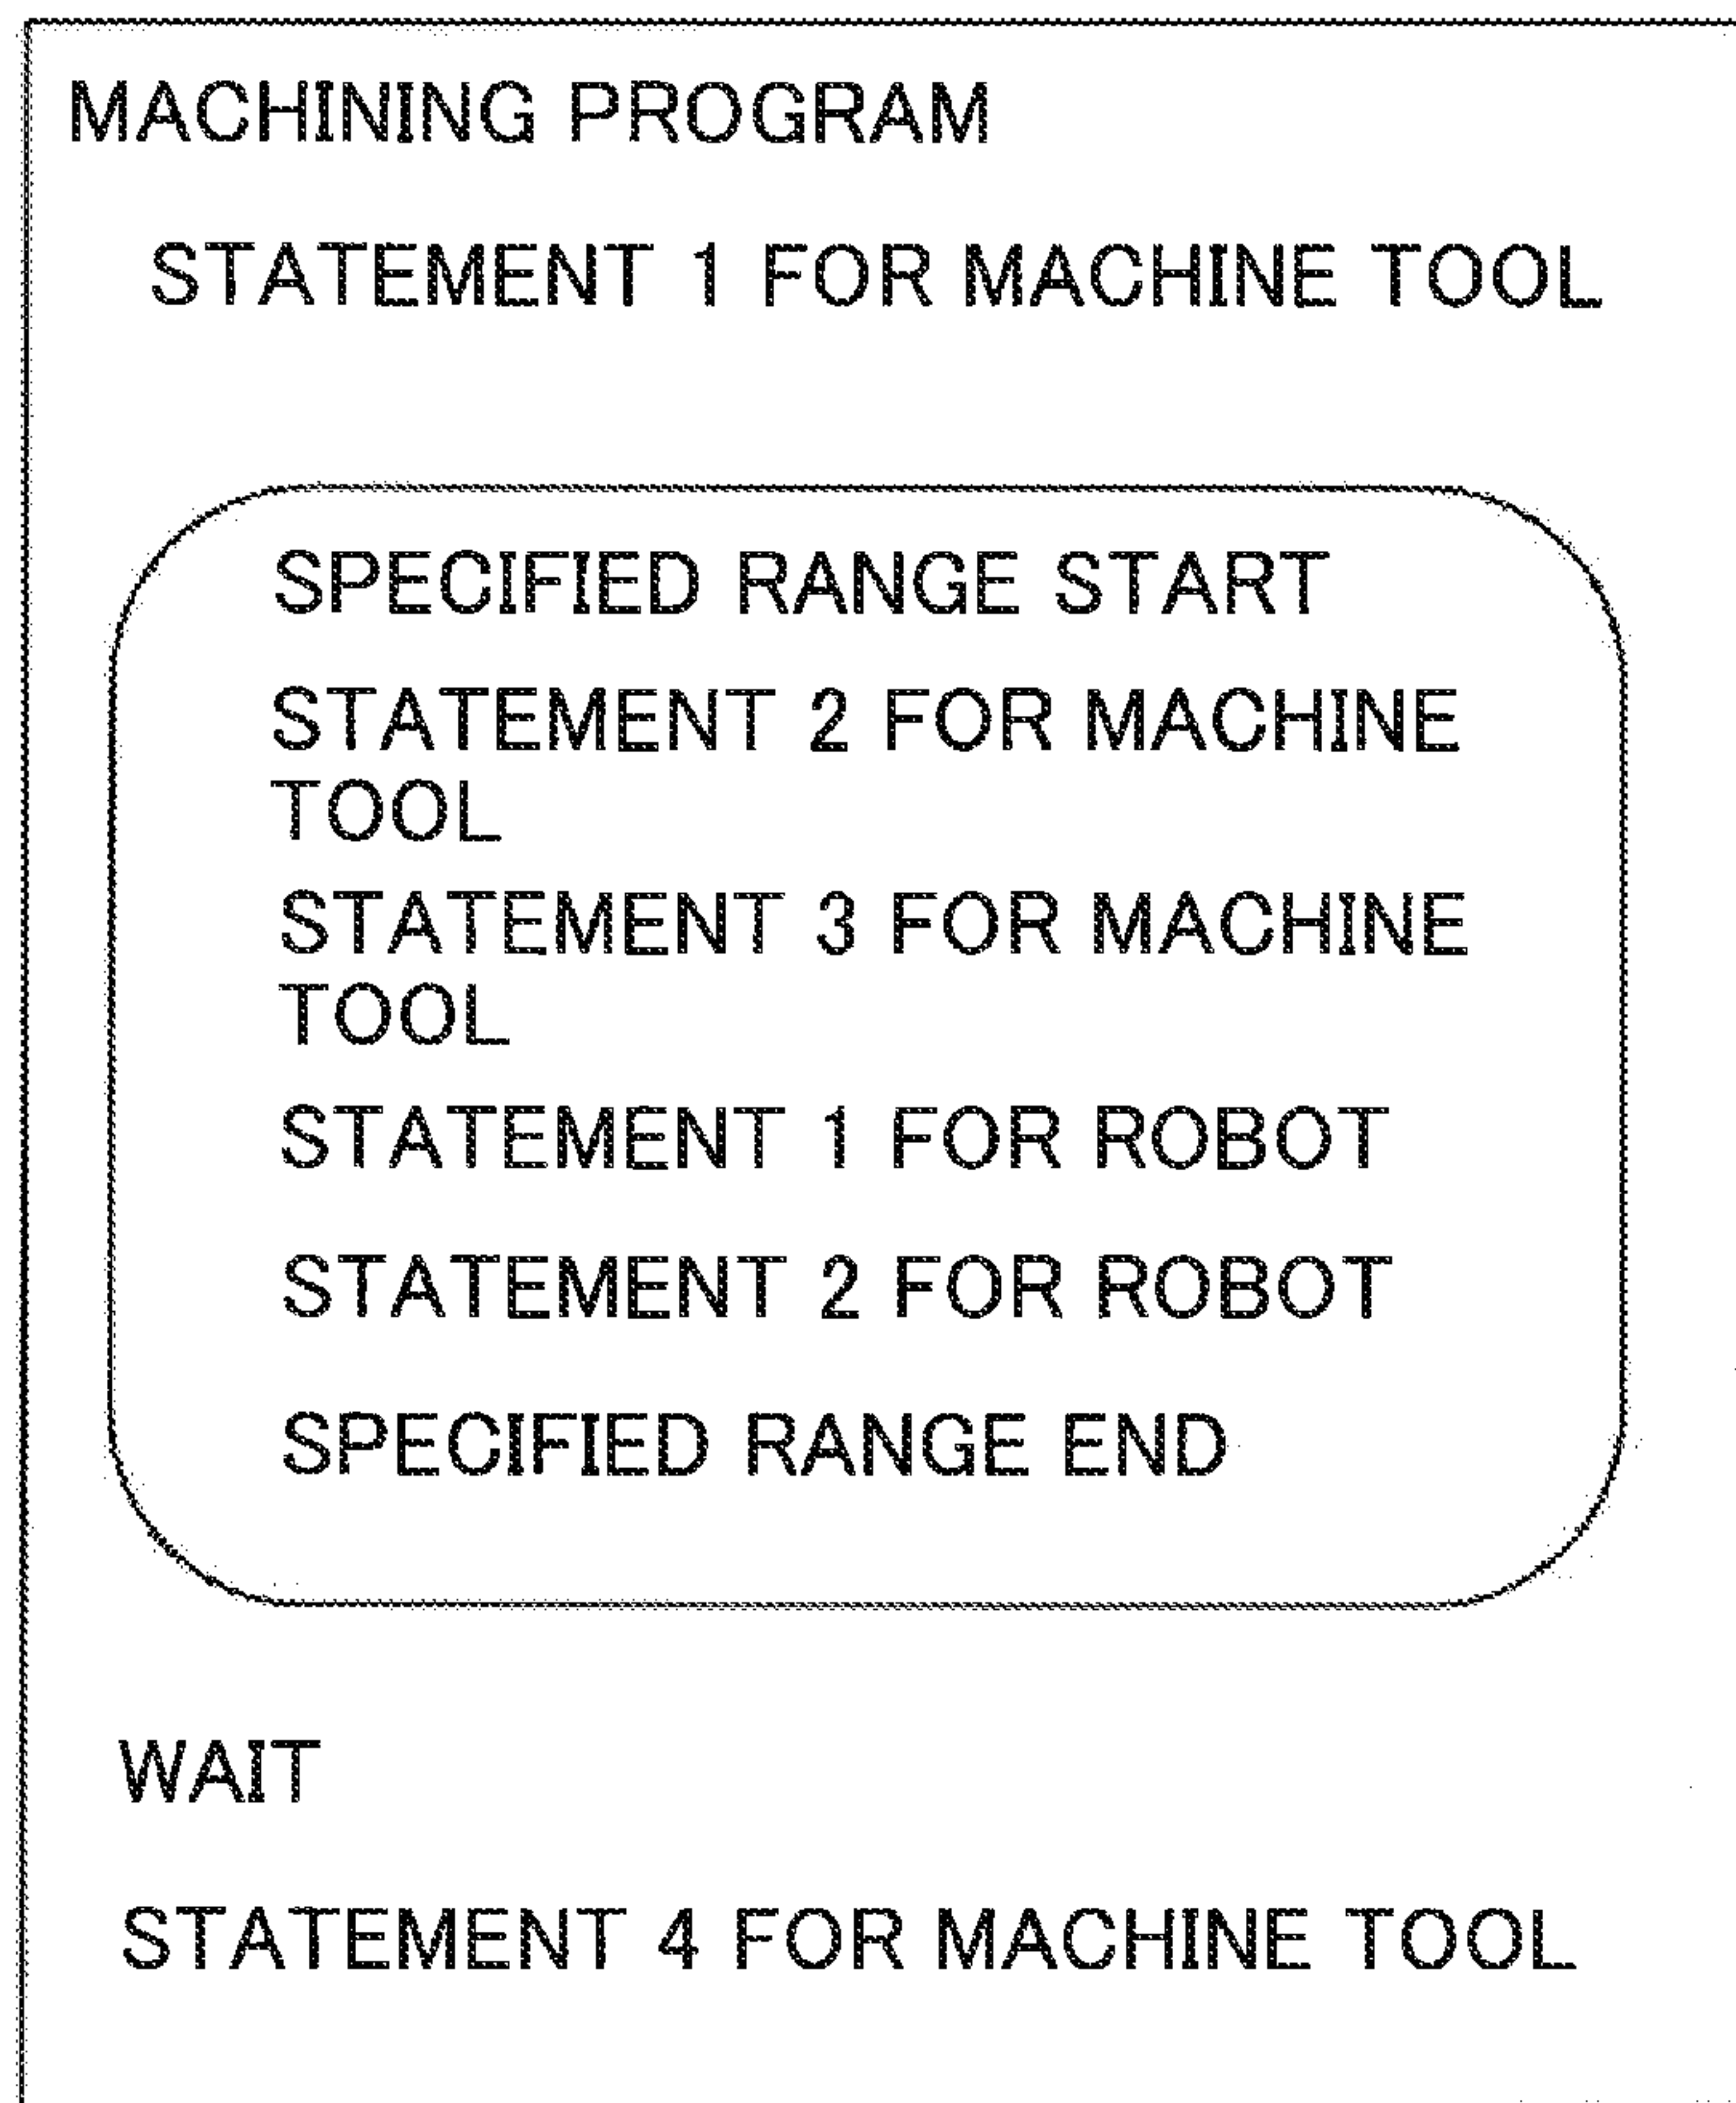 MACHINING PROGRAM
STATEMENT 1 FOR MACHINE TOOL
SPECIFIED RANGE START
STATEMENT 2 FOR MACHINE
TOOL
STATEMENT 3 FOR MACHINE
TOOL
STATEMENT 1 FOR ROBOT
STATEMENT 2 FOR ROBOT
SPECIFIED RANGE END
WAIT
STATEMENT 4 FOR MACHINE TOOL